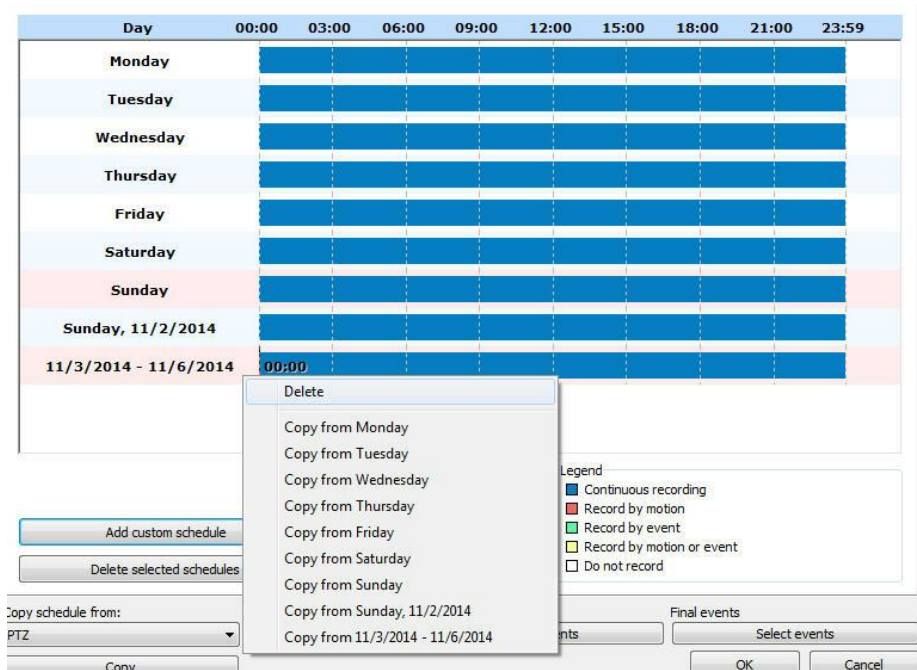 Day 00:00 03:00 06:00 09:00 12:00 15:00 18:00 21:00 23:59
Monday
Tuesday
Wednesday
Thursday
Friday
Saturday
Sunday
Sunday, 11/2/2014
11/3/2014 - 11/6/2014 00:00
Delete
Copy from Monday
Copy from Tuesday
Copy from Wednesday
Copy from Thursday
Copy from Friday
Copy from Saturday
Copy from Sunday
Copy from Sunday, 11/2/2014
Copy from 11/3/2014 - 11/6/2014
Legend
Continuous recording
Record by motion
Record by event
Record by motion or event
Do not record
Add custom schedule
Delete selected schedules
Copy schedule from:
PTZ
Copy
Final events
Select events
OK Cancel